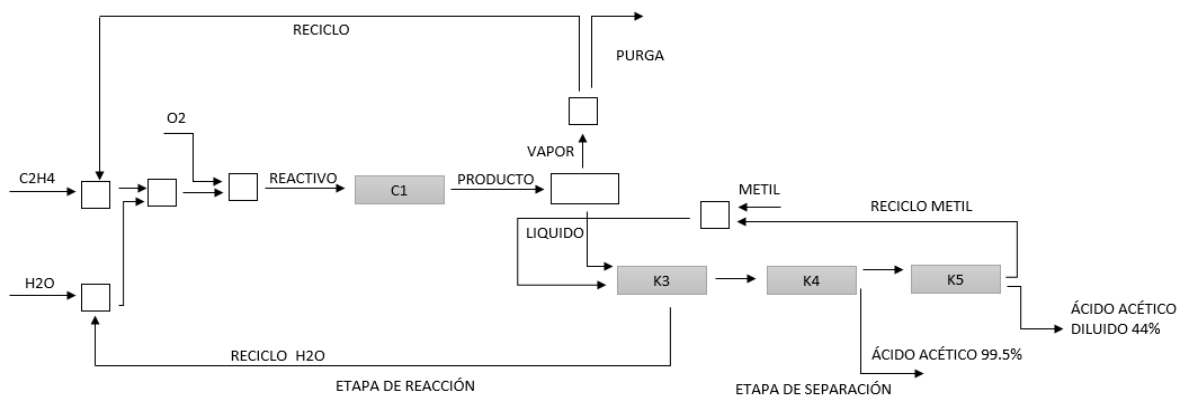 RECICLO
PURGA
O2
VAPOR
C2H4
REACTIVO
C1
PRODUCTO
METIL
RECICLO METIL
LIQUIDO
H2O
K3
K4
K5
ÁCIDO ACÉTICO
DILUIDO 44%
RECICLO H2O
ÁCIDO ACÉTICO 99.5%
ETAPA DE REACCIÓN
ETAPA DE SEPARACIÓN